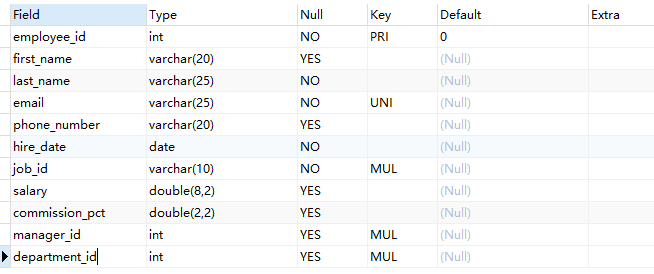 Field Type Null Key Default Extra
employee_id int NO PRI 0
first_name varchar(20) YES (Null)
last_name varchar(25) NO (Null)
email varchar(25) NO UNI (Null)
phone_number varchar(20) YES (Null)
hire_date date NO (Null)
job_id varchar(10) NO MUL (Null)
salary double(8,2) YES (Null)
commission_pct double(2,2) YES (Null)
manager_id int YES MUL (Null)
department_id int YES MUL (Null)